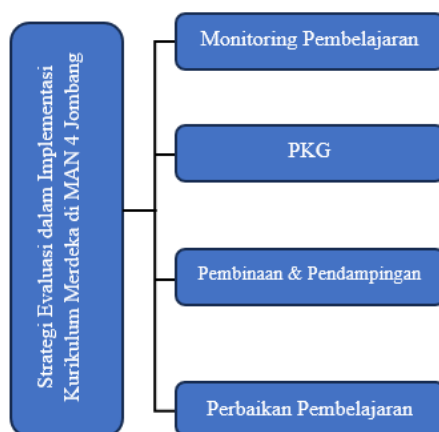 Strategi Evaluasi dalam Implementasi
Kurikulum Merdeka di MAN 4 Jombang
Monitoring Pembelajaran
PKG
Pembinaan & Pendampingan
Perbaikan Pembelajaran